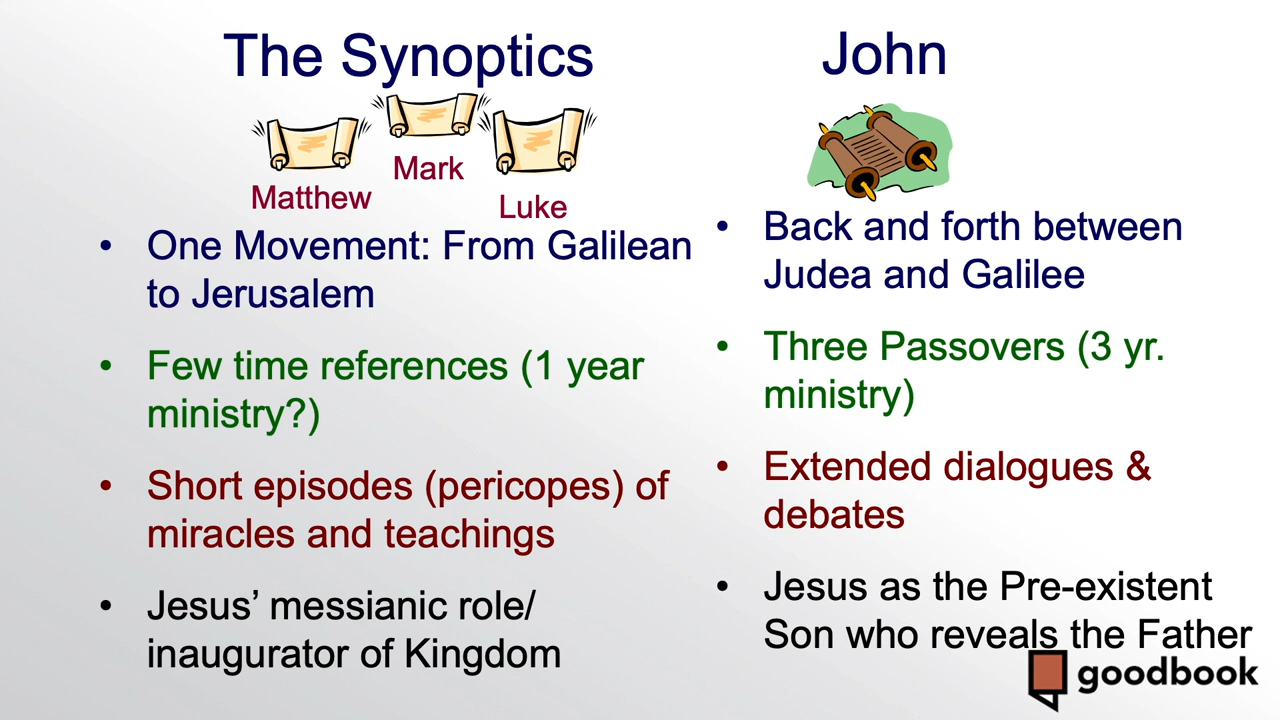 The Synoptics
Matthew
Mark
Luke
• One Movement: From Galilean
to Jerusalem
• Few time references (1 year
ministry?)
• Short episodes (pericopes) of
miracles and teachings
• Jesus’ messianic role/
inaugurator of Kingdom
John
• Back and forth between
Judea and Galilee
• Three Passovers (3 yr.
ministry)
• Extended dialogues &
debates
• Jesus as the Pre-existent
Son who reveals the Father
goodbook